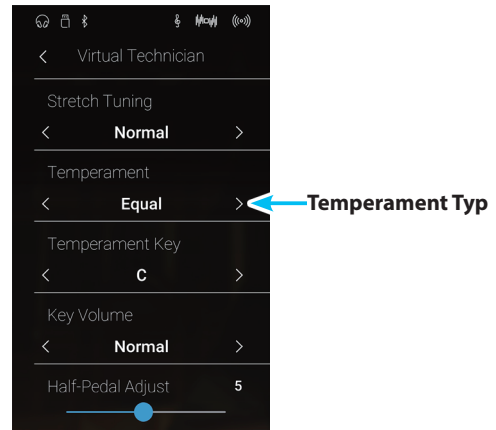 Virtual Technician
Stretch Tuning
Normal
Temperament
Equal
Temperament Typ
Temperament Key
C
Key Volume
Normal
Half-Pedal Adjust 5